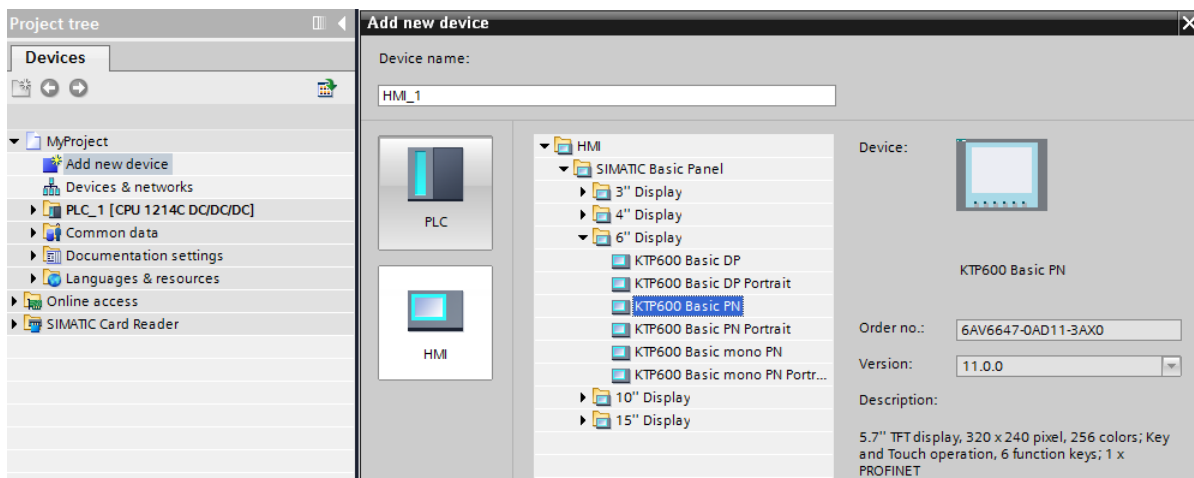 Project tree
Devices
MyProject
Add new device
Devices & networks
PLC_1 [CPU 1214C DC/DC/DC]
Common data
Documentation settings
Languages & resources
Online access
SIMATIC Card Reader
Add new device
Device name:
HMI_1
PLC
HMI
HMI
SIMATIC Basic Panel
3'' Display
4'' Display
6'' Display
KTP600 Basic DP
KTP600 Basic DP Portrait
KTP600 Basic PN
KTP600 Basic PN Portrait
KTP600 Basic mono PN
KTP600 Basic mono PN Portr...
10'' Display
15'' Display
Device:
KTP600 Basic PN
Order no.:
6AV6647-0AD11-3AX0
Version:
11.0.0
Description:
5.7'' TFT display, 320 x 240 pixel, 256 colors; Key
and Touch operation, 6 function keys; 1 x
PROFINET